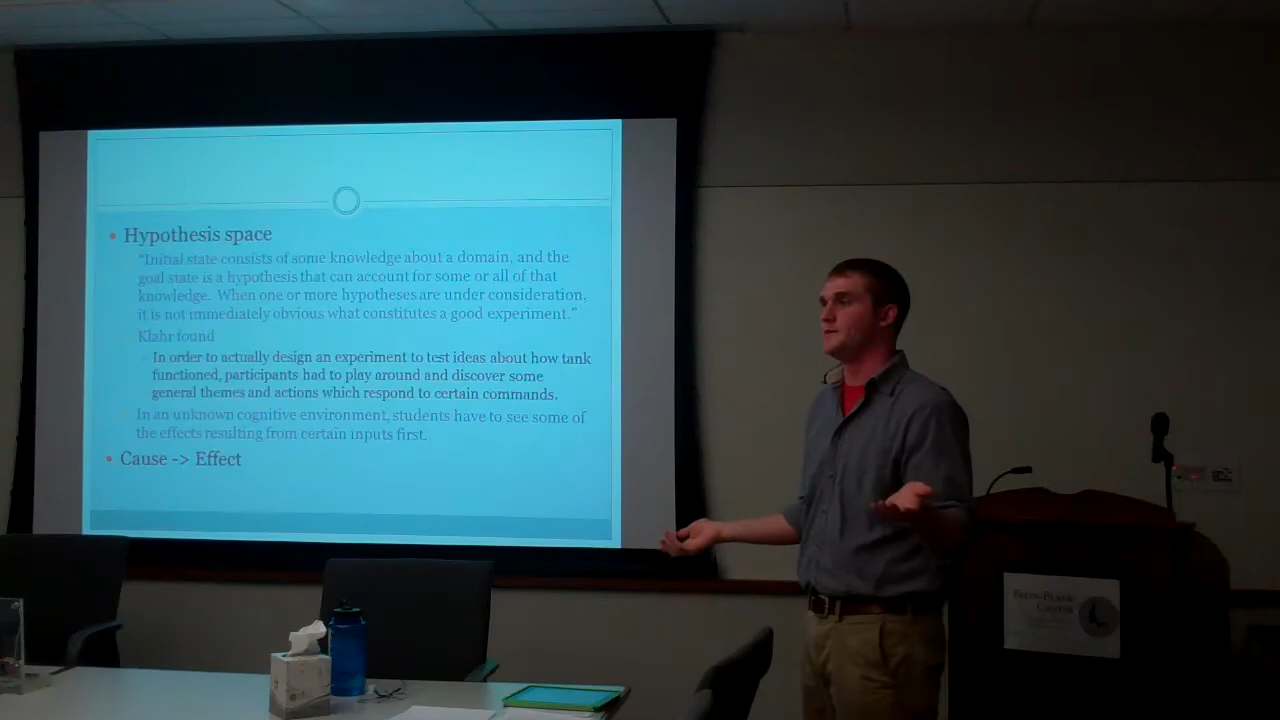 • Hypothesis space
"Initial state consists of some knowledge about a domain, and the
goal state is a hypothesis that can account for some or all of that
knowledge. When one or more hypotheses are under consideration,
it is not immediately obvious what constitutes a good experiment."
Klahr found
In order to actually design an experiment to test ideas about how tank
functioned, participants had to play around and discover some
general themes and actions which respond to certain commands.
In an unknown cognitive environment, students have to see some of
the effects resulting from certain inputs first.
• Cause -> Effect
Center